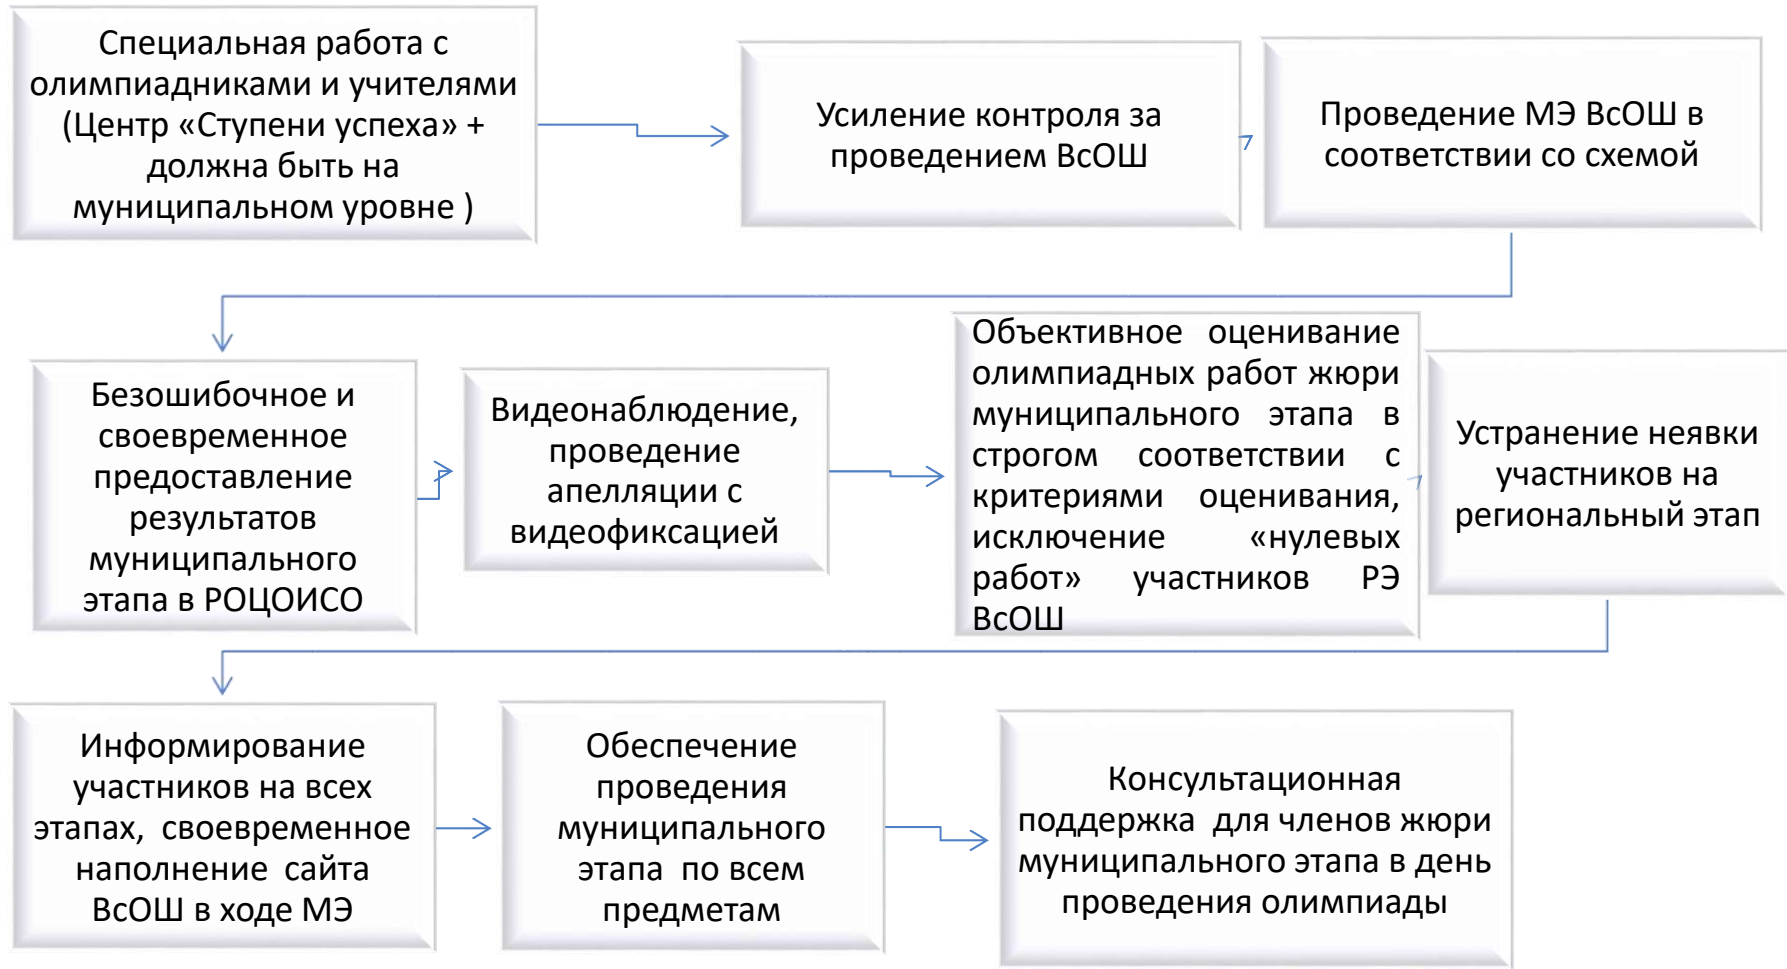 Специальная работа с
олимпиадниками и учителями
(Центр «Ступени успеха» +
должна быть на
муниципальном уровне )
Усиление контроля за
проведением ВсОШ
Проведение МЭ ВсОШ в
соответствии со схемой
Безошибочное и
своевременное
предоставление
результатов
муниципального
этапа в РОЦОИСО
Видеонаблюдение,
проведение
апелляции с
видеофиксацией
Объективное оценивание
олимпиадных работ жюри
муниципального этапа в
строгом соответствии с
критериями оценивания,
исключение «нулевых
работ» участников РЭ
ВсОШ
Устранение неявки
участников на
региональный этап
Информирование
участников на всех
этапах, своевременное
наполнение сайта
ВсОШ в ходе МЭ
Обеспечение
проведения
муниципального
этапа по всем
предметам
Консультационная
поддержка для членов жюри
муниципального этапа в день
проведения олимпиады